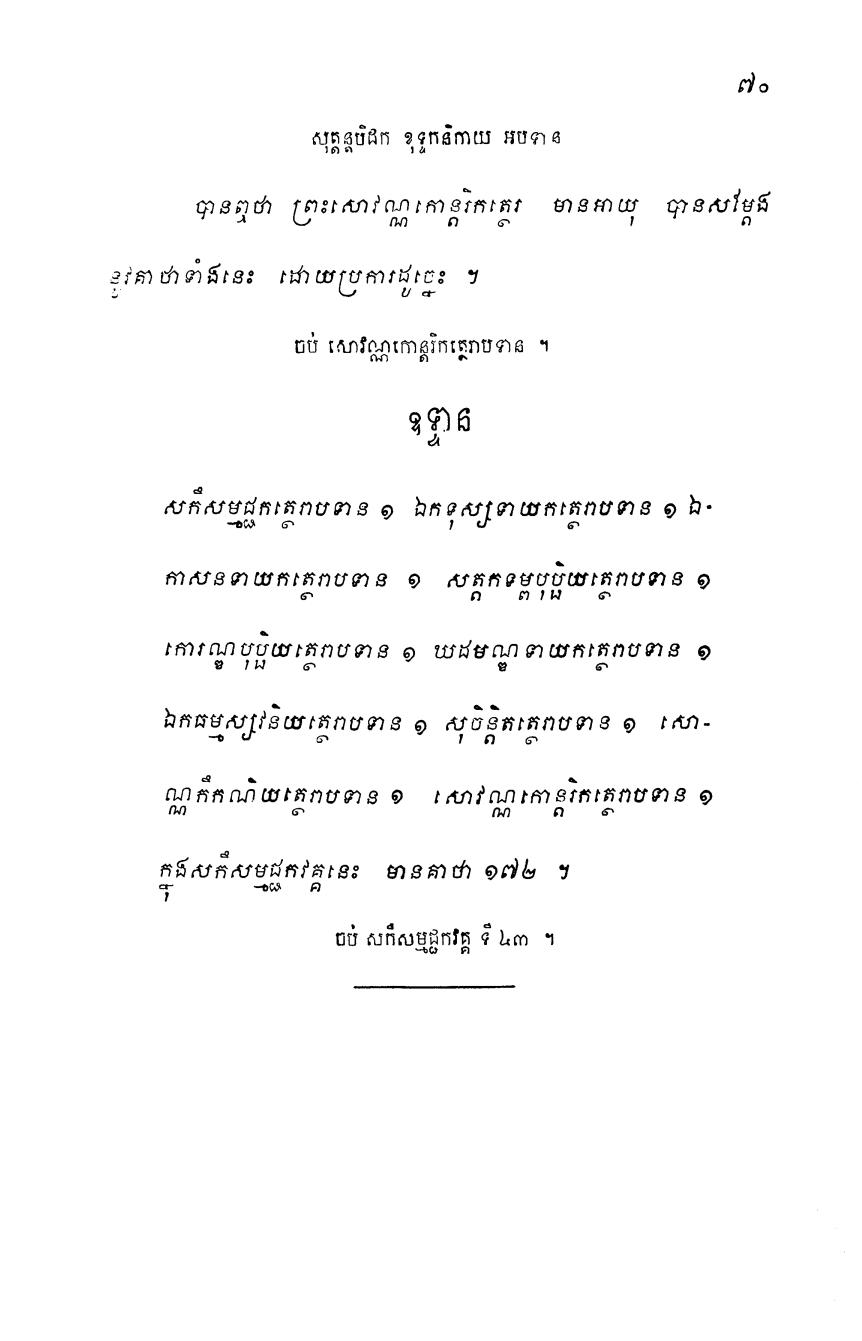 ៧០
សុត្តន្តបិដក ខុទ្ទកនិកាយ អបទាន
បានឮថា ព្រះសោវណ្ណកោន្តរិកត្ថេរ មានអាយុ បានសម្តែង
នូវគាថាទាំងនេះ ដោយប្រការដូច្នេះ ។
ចប់ សោវណ្ណកោន្តរិកត្ថេរាបទាន ។
ឧទ្ទាន
សកឹសម្មជ្ជកត្ថេរាបទាន ១ ឯកទុស្សទាយកត្ថេរាបទាន ១ ឯ-
កាសនទាយកត្ថេរាបទាន ១ សត្តកទម្ពបុប្ផិយត្ថេរាបទាន ១
កោរណ្ឌបុប្ផិយត្ថេរាបទាន ១ ឃដមណ្ឌទាយកត្ថេរាបទាន ១
ឯកធម្មស្សវនិយត្ថេរាបទាន ១ សុចិន្តិតត្ថេរាបទាន ១ សោ-
ណ្ណកឹកណិយត្ថេរាបទាន ១ សោវណ្ណកោន្តរិកត្ថេរាបទាន ១
ក្នុងសកឹសម្មជ្ជកវគ្គនេះ មានគាថា ១៧២ ។
ចប់ សកឹសម្មជ្ជកវគ្គ ទី ៤៣ ។